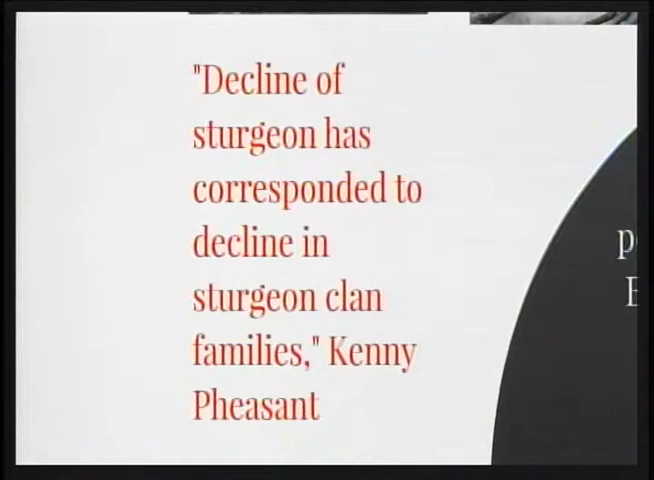 "Decline of
sturgeon has
corresponded to
decline in
sturgeon clan
families," Kenny
Pheasant